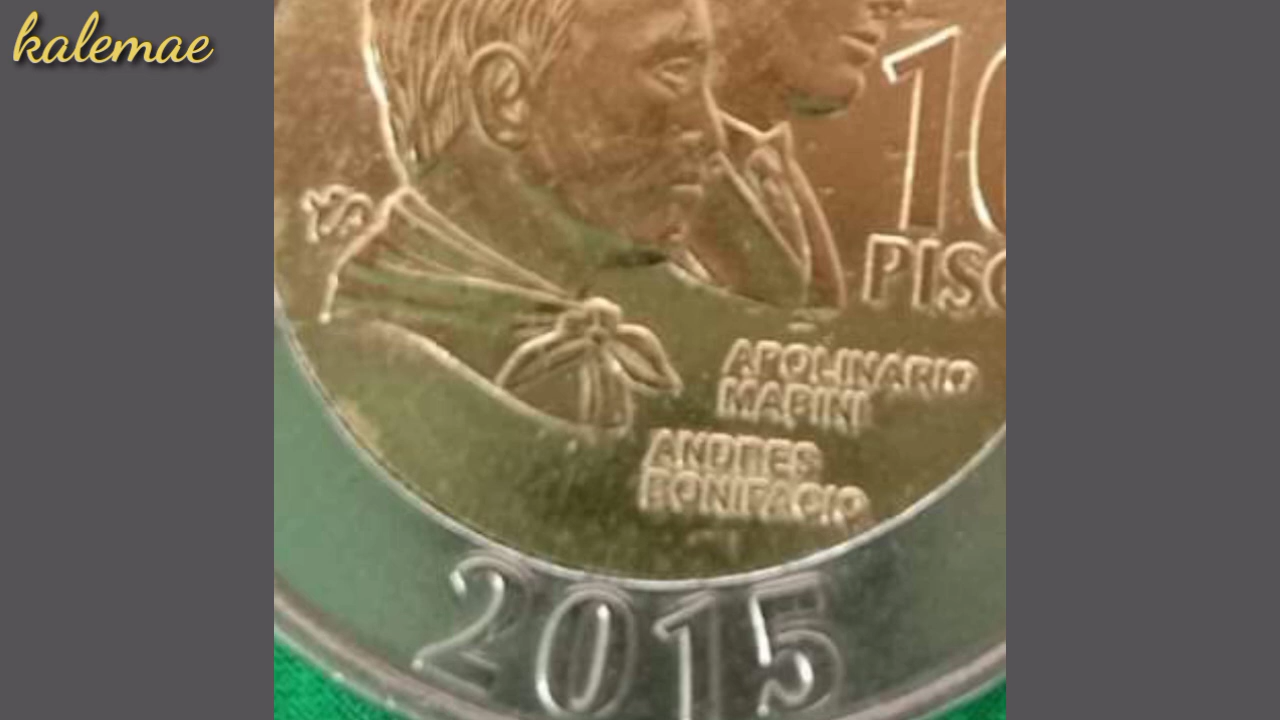 kalemae
10
PISO
APOLINARIO
MABINI
ANDRES
BONIFACIO
2015